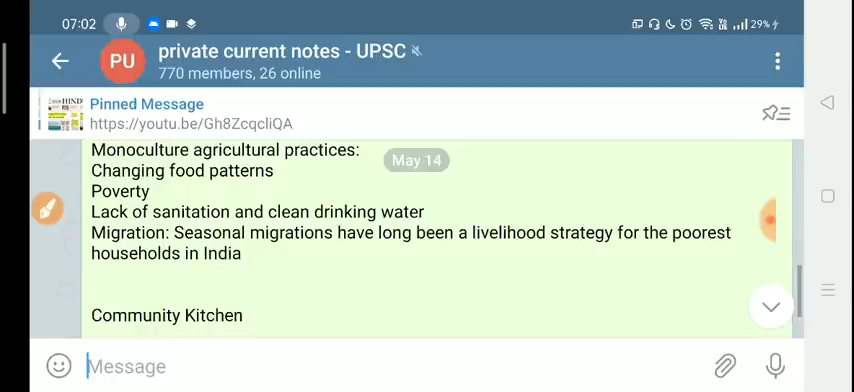 07:02
29%
PU
private current notes - UPSC
770 members, 26 online
HIND
Pinned Message
https://youtu.be/Gh8ZcqcliQA
May 14
Monoculture agricultural practices:
Changing food patterns
Poverty
Lack of sanitation and clean drinking water
Migration: Seasonal migrations have long been a livelihood strategy for the poorest
households in India
Community Kitchen
Message